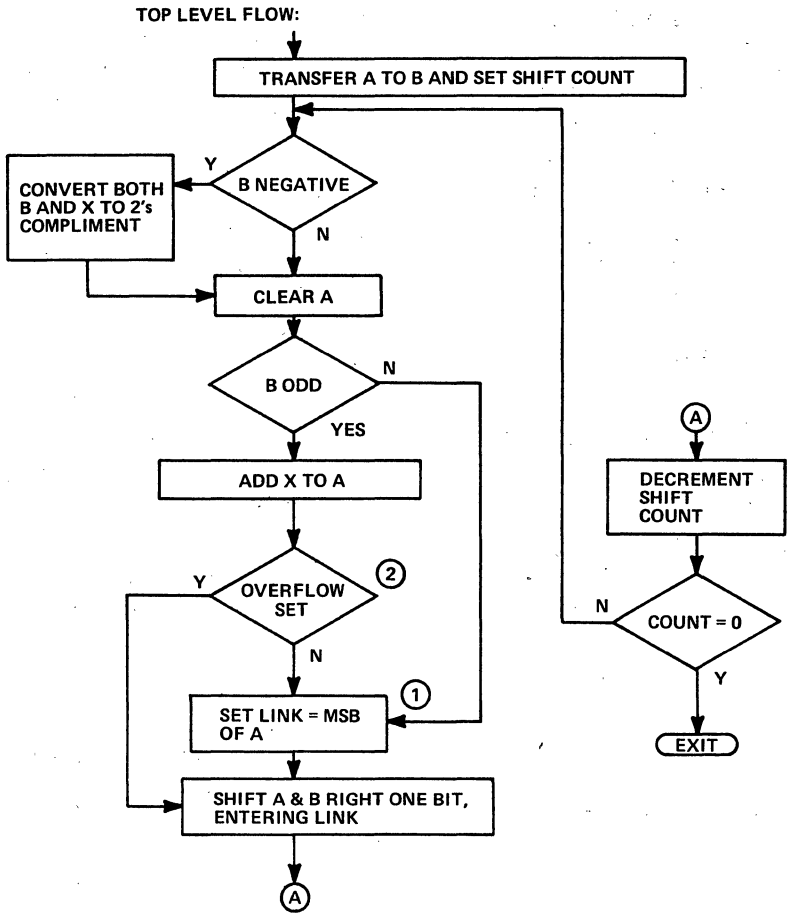 TOP LEVEL FLOW:
TRANSFER A TO B AND SET SHIFT COUNT
B NEGATIVE
Y
N
CONVERT BOTH
B AND X TO 2's
COMPLIMENT
CLEAR A
B ODD
N
YES
ADD X TO A
OVERFLOW
SET
2
Y
N
1
SET LINK = MSB
OF A
SHIFT A & B RIGHT ONE BIT,
ENTERING LINK
A
A
DECREMENT
SHIFT
COUNT
COUNT = 0
N
Y
EXIT